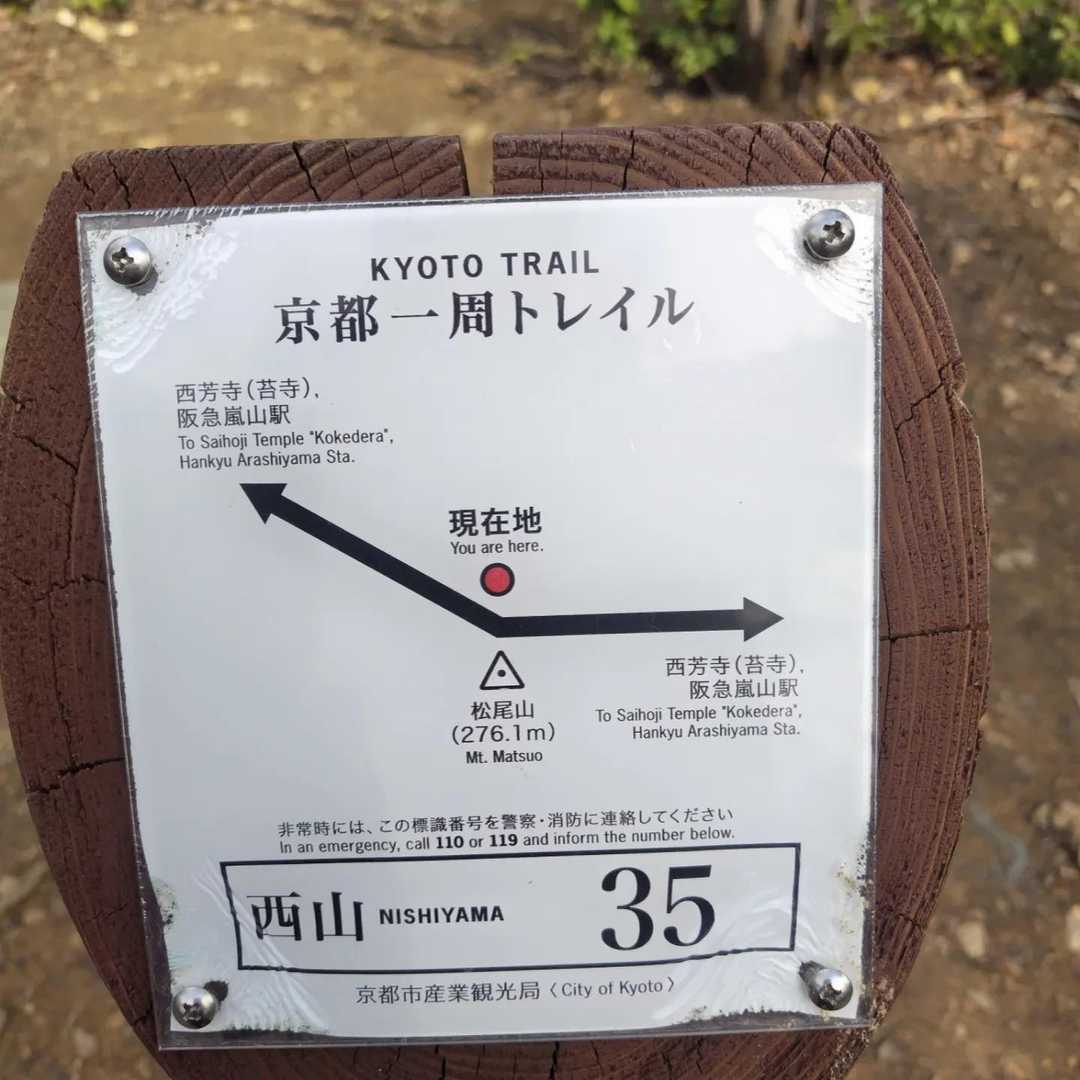 KYOTO TRAIL
京都一周トレイル
西芳寺(苔寺),
阪急嵐山駅
To Saihoji Temple "Kokedera",
Hankyu Arashiyama Sta.
現在地
You are here.
松尾山
(276.1m)
Mt. Matsuo
西芳寺(苔寺),
阪急嵐山駅
To Saihoji Temple "Kokedera",
Hankyu Arashiyama Sta.
非常時には、この標識番号を警察・消防に連絡してください
In an emergency, call 110 or 119 and inform the number below.
西山 NISHIYAMA 35
京都市産業観光局〈City of Kyoto〉